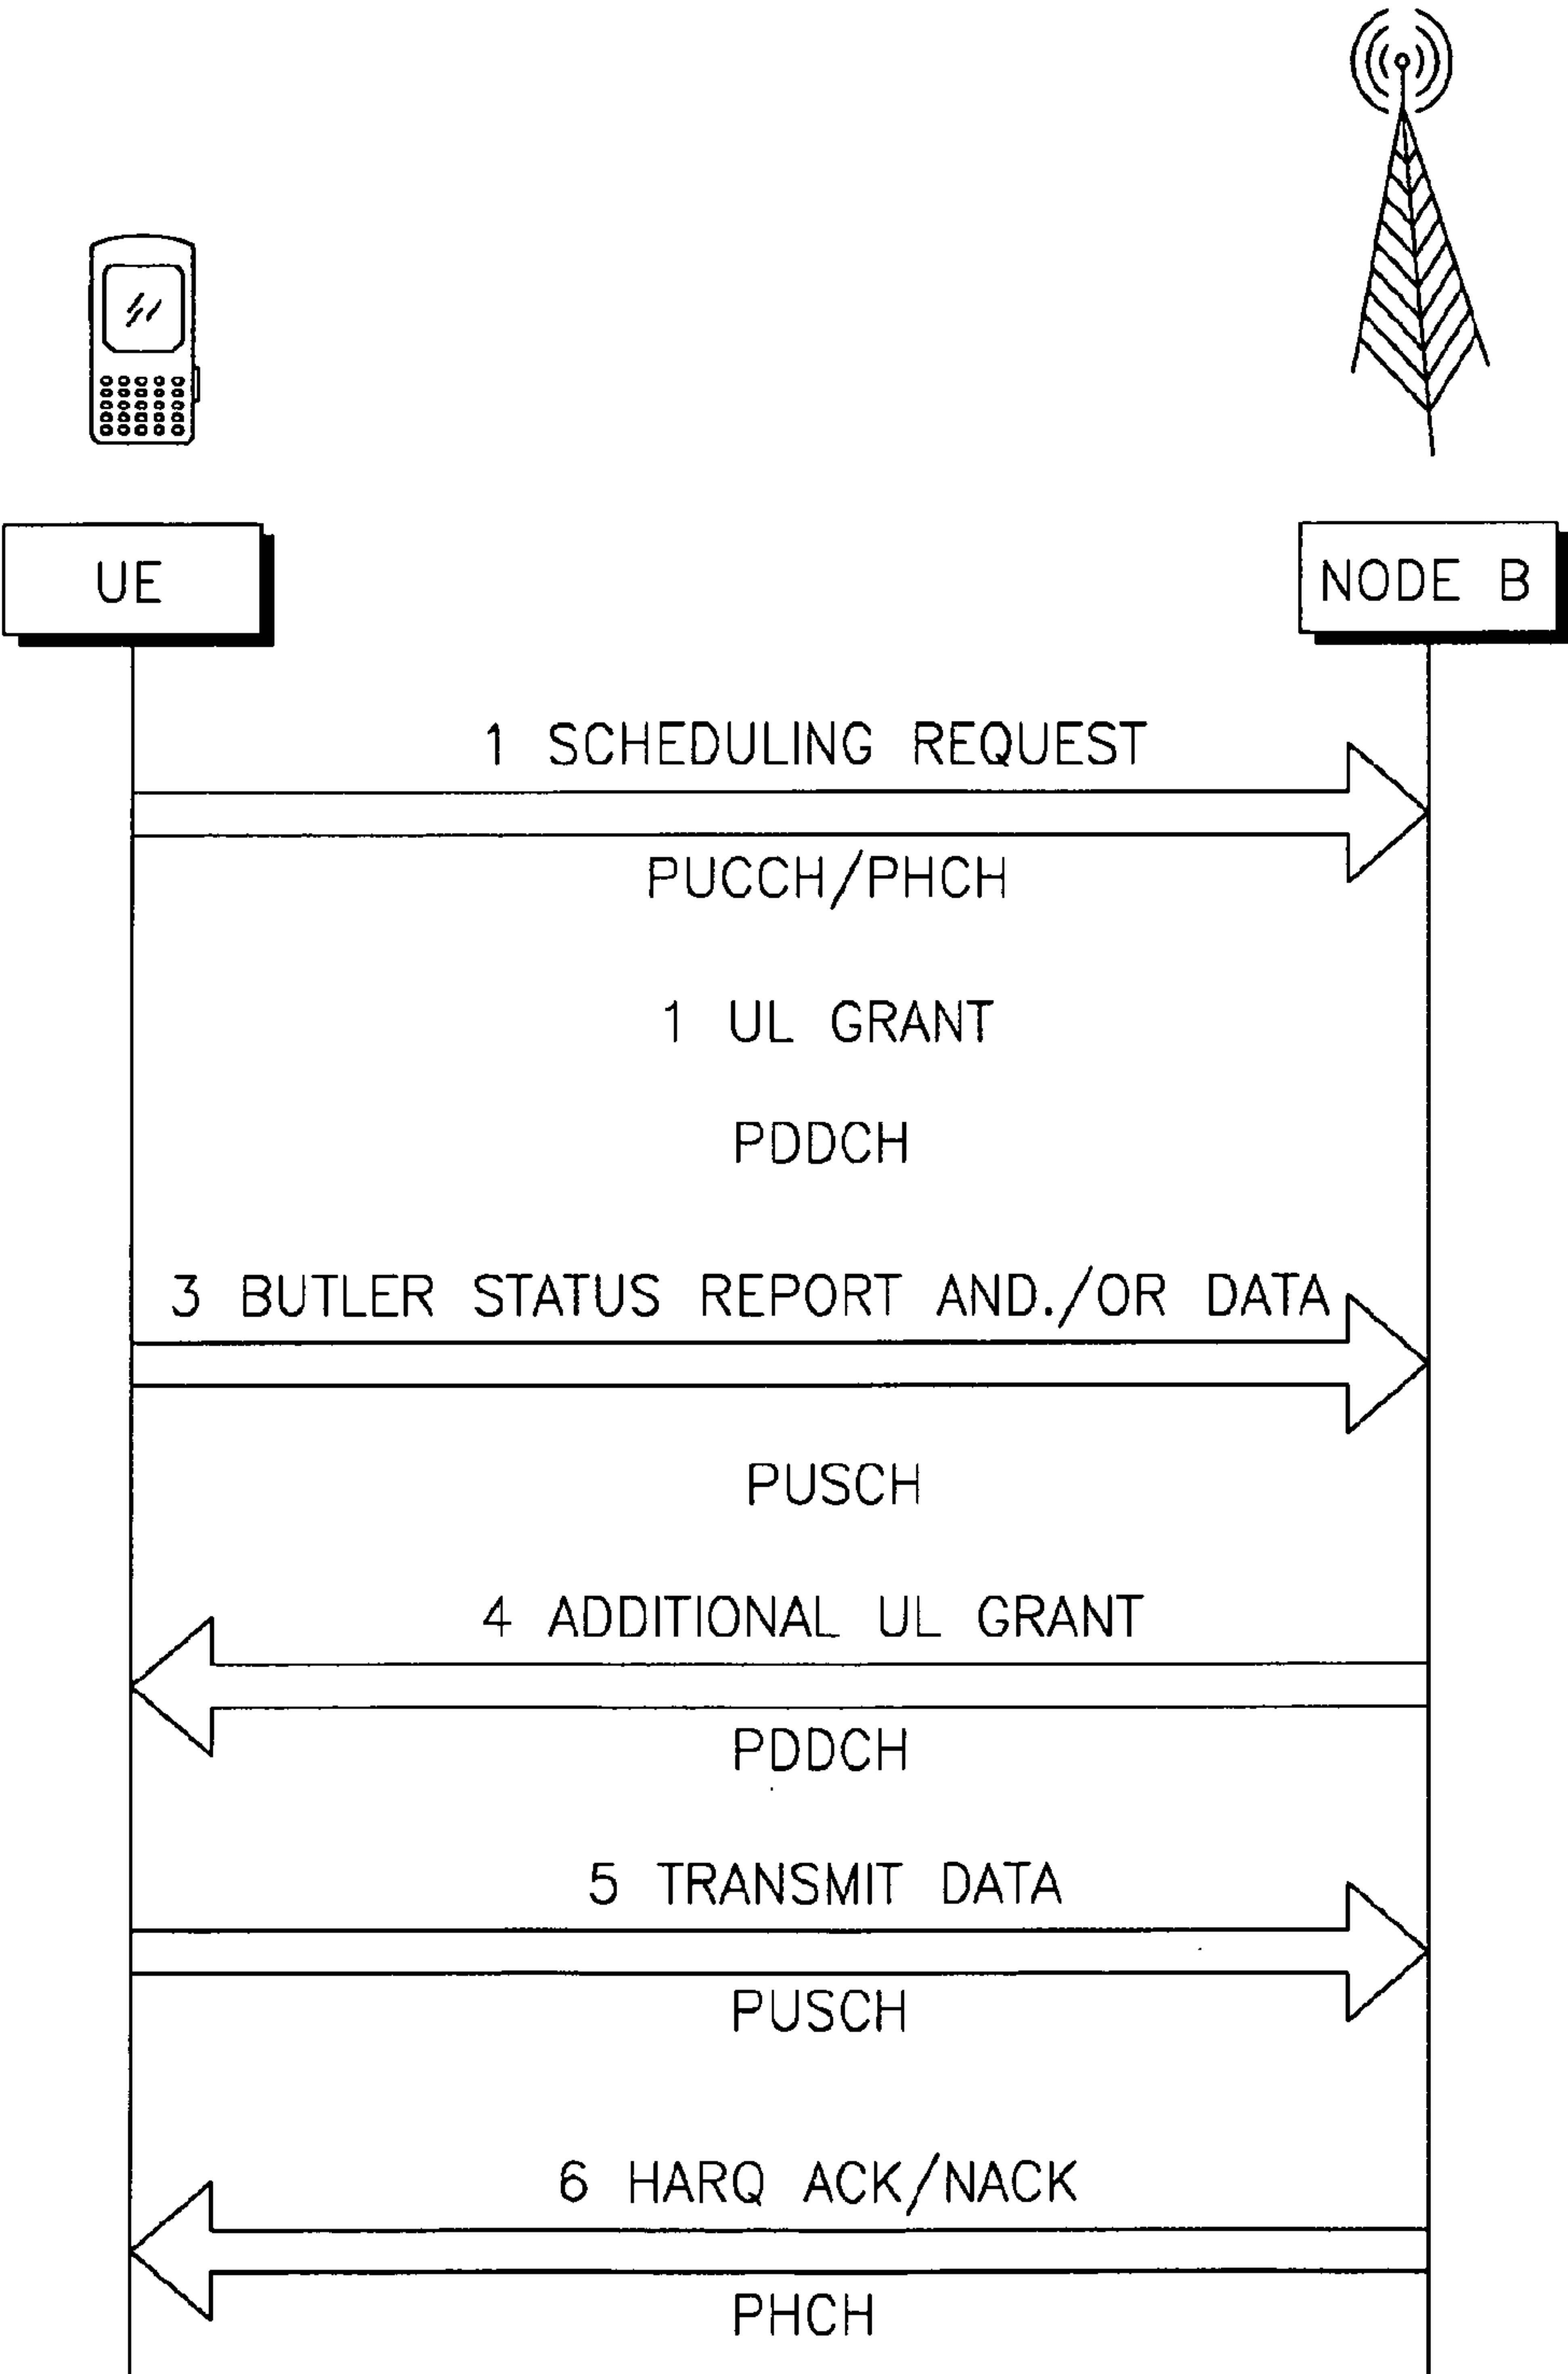 UE
NODE B
1 SCHEDULING REQUEST
PUCCH/PHCH
1 UL GRANT
PDDCH
3 BUTLER STATUS REPORT AND./OR DATA
PUSCH
4 ADDITIONAL UL GRANT
PDDCH
5 TRANSMIT DATA
PUSCH
6 HARQ ACK/NACK
PHCH